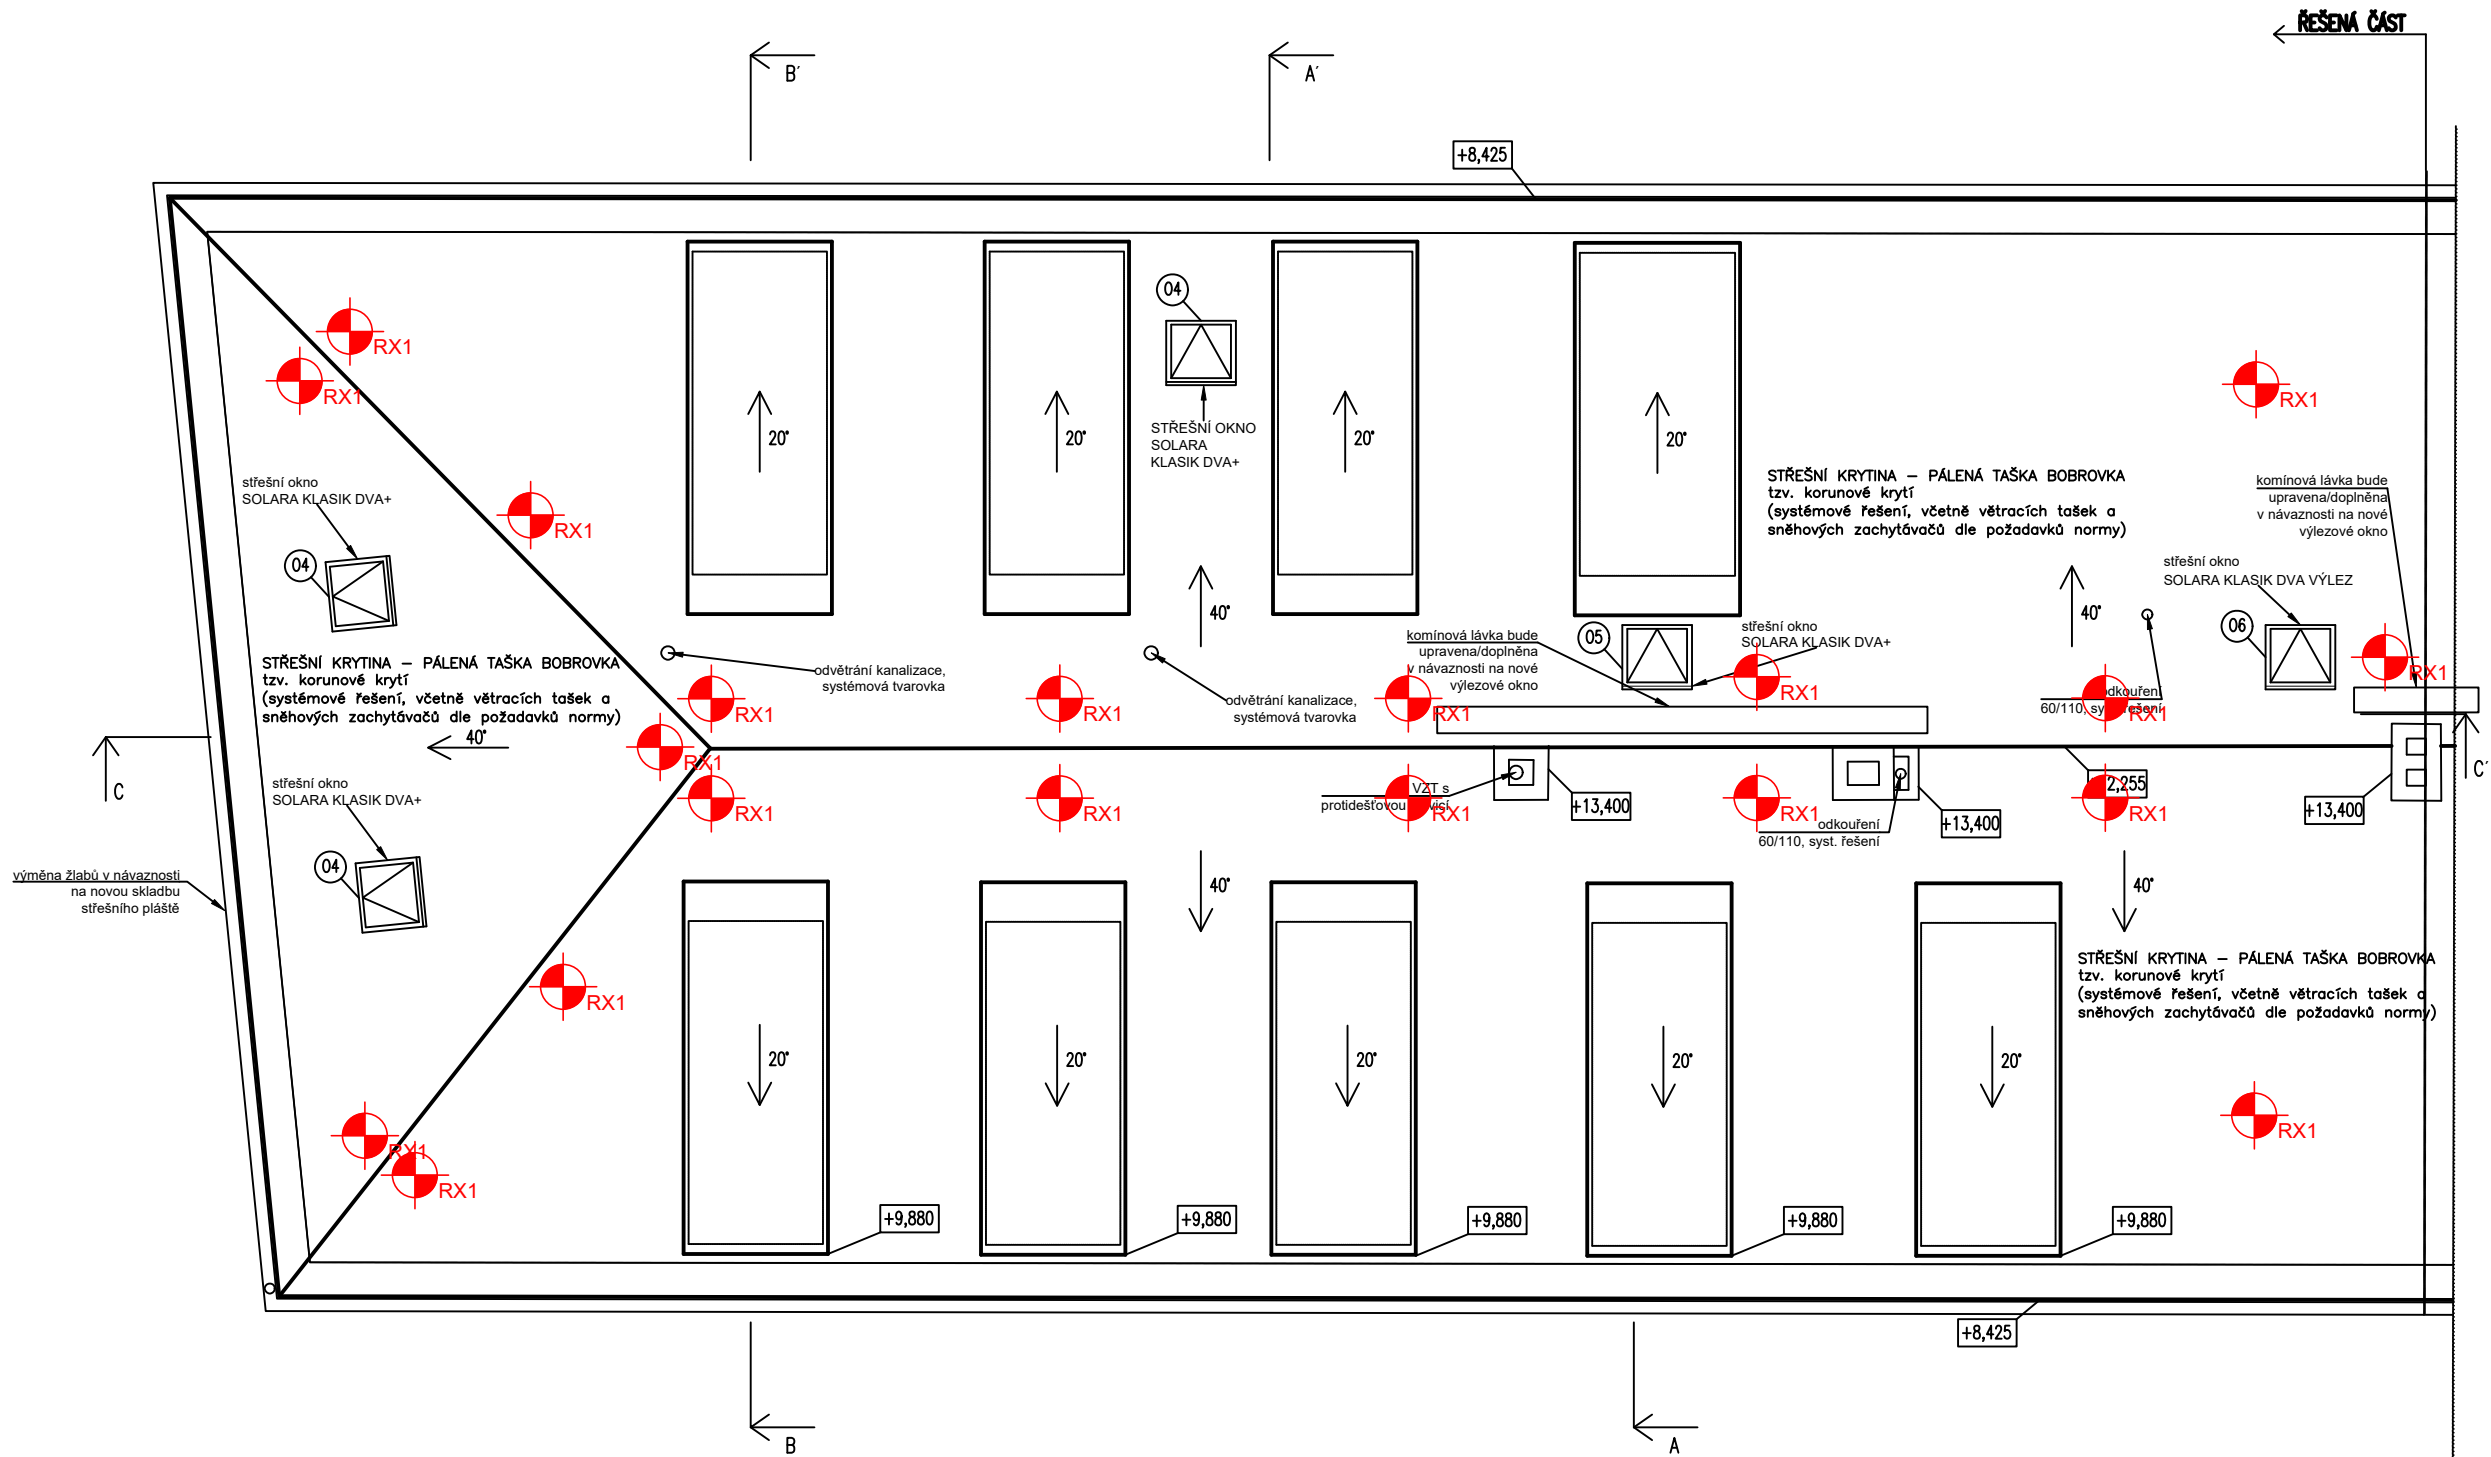 ŘEŠENÁ ČÁST
B'
A'
+8,425
04
STŘEŠNÍ OKNO
SOLARA
KLASIK DVA+
RX1
RX1
RX1
RX1
20°
20°
20°
20°
střešní okno
SOLARA KLASIK DVA+
04
STŘEŠNÍ KRYTINA – PÁLENÁ TAŠKA BOBROVKA
tzv. korunové krytí
(systémové řešení, včetně větracích tašek a
sněhových zachytávačů dle požadavků normy)
komínová lávka bude
upravena/doplněna
v návaznosti na nové
výlezové okno
střešní okno
SOLARA KLASIK DVA VÝLEZ
06
40°
40°
komínová lávka bude
upravena/doplněna
v návaznosti na nové
výlezové okno
05
střešní okno
SOLARA KLASIK DVA+
STŘEŠNÍ KRYTINA – PÁLENÁ TAŠKA BOBROVKA
tzv. korunové krytí
(systémové řešení, včetně větracích tašek a
sněhových zachytávačů dle požadavků normy)
odvětrání kanalizace,
systémová tvarovka
odvětrání kanalizace,
systémová tvarovka
odkouření
60/110, syst. řešení
RX1
RX1
RX1
RX1
RX1
RX1
RX1
40°
C
C'
střešní okno
SOLARA KLASIK DVA+
04
VZT s
protidešťovou
+13,400
odkouření
60/110, syst. řešení
+13,400
2,255
+13,400
RX1
RX1
RX1
RX1
RX1
výměna žlabů v návaznosti
na novou skladbu
střešního pláště
40°
40°
STŘEŠNÍ KRYTINA – PÁLENÁ TAŠKA BOBROVKA
tzv. korunové krytí
(systémové řešení, včetně větracích tašek a
sněhových zachytávačů dle požadavků normy)
RX1
20°
20°
20°
20°
20°
RX1
RX1
RX1
+9,880
+9,880
+9,880
+9,880
+9,880
+8,425
B
A